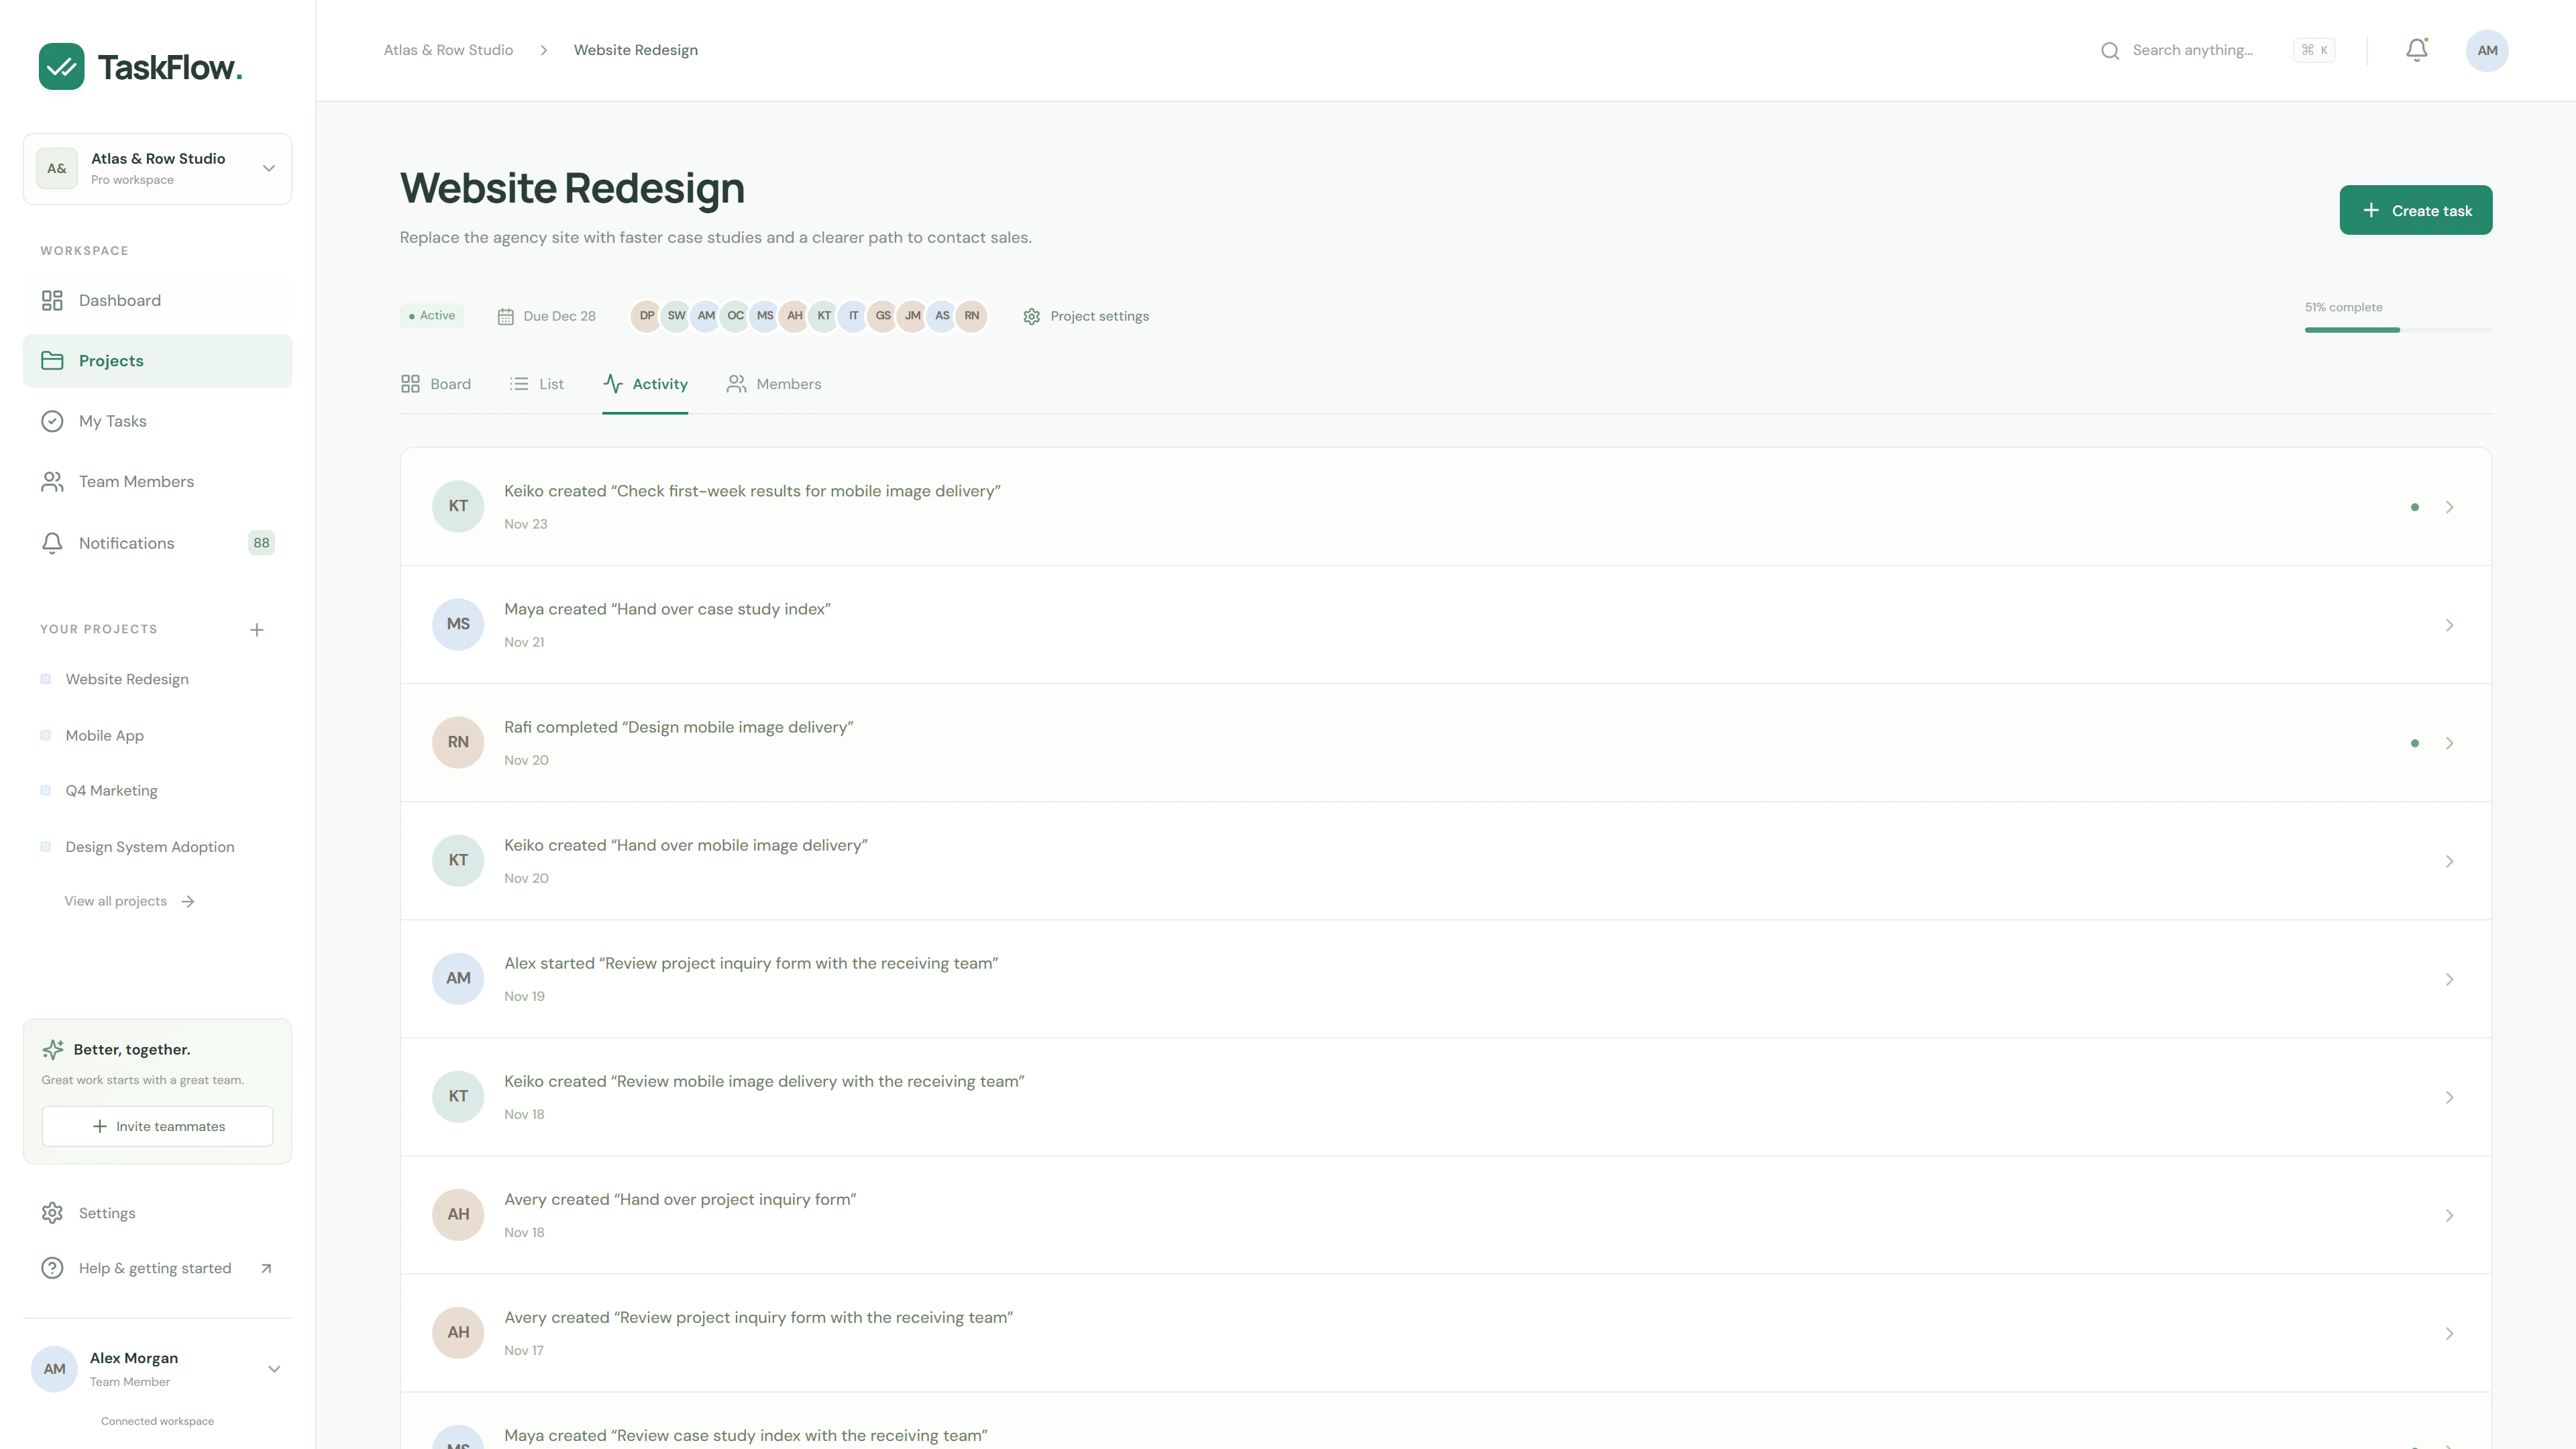 TaskFlow.
A&
Atlas & Row Studio
Pro workspace
WORKSPACE
Dashboard
Projects
My Tasks
Team Members
Notifications
88
YOUR PROJECTS
Website Redesign
Mobile App
Q4 Marketing
Design System Adoption
View all projects
Better, together.
Great work starts with a great team.
Invite teammates
Settings
Help & getting started
AM
Alex Morgan
Team Member
Connected workspace
Atlas & Row Studio
Website Redesign
Search anything...
⌘ K
AM
Website Redesign
Replace the agency site with faster case studies and a clearer path to contact sales.
Create task
Active
Due Dec 28
DP SW AM OC MS AH KT IT GS JM AS RN
Project settings
51% complete
Board
List
Activity
Members
KT
Keiko created “Check first-week results for mobile image delivery”
Nov 23
MS
Maya created “Hand over case study index”
Nov 21
RN
Rafi completed “Design mobile image delivery”
Nov 20
KT
Keiko created “Hand over mobile image delivery”
Nov 20
AM
Alex started “Review project inquiry form with the receiving team”
Nov 19
KT
Keiko created “Review mobile image delivery with the receiving team”
Nov 18
AH
Avery created “Hand over project inquiry form”
Nov 18
AH
Avery created “Review project inquiry form with the receiving team”
Nov 17
MS
Maya created “Review case study index with the receiving team”